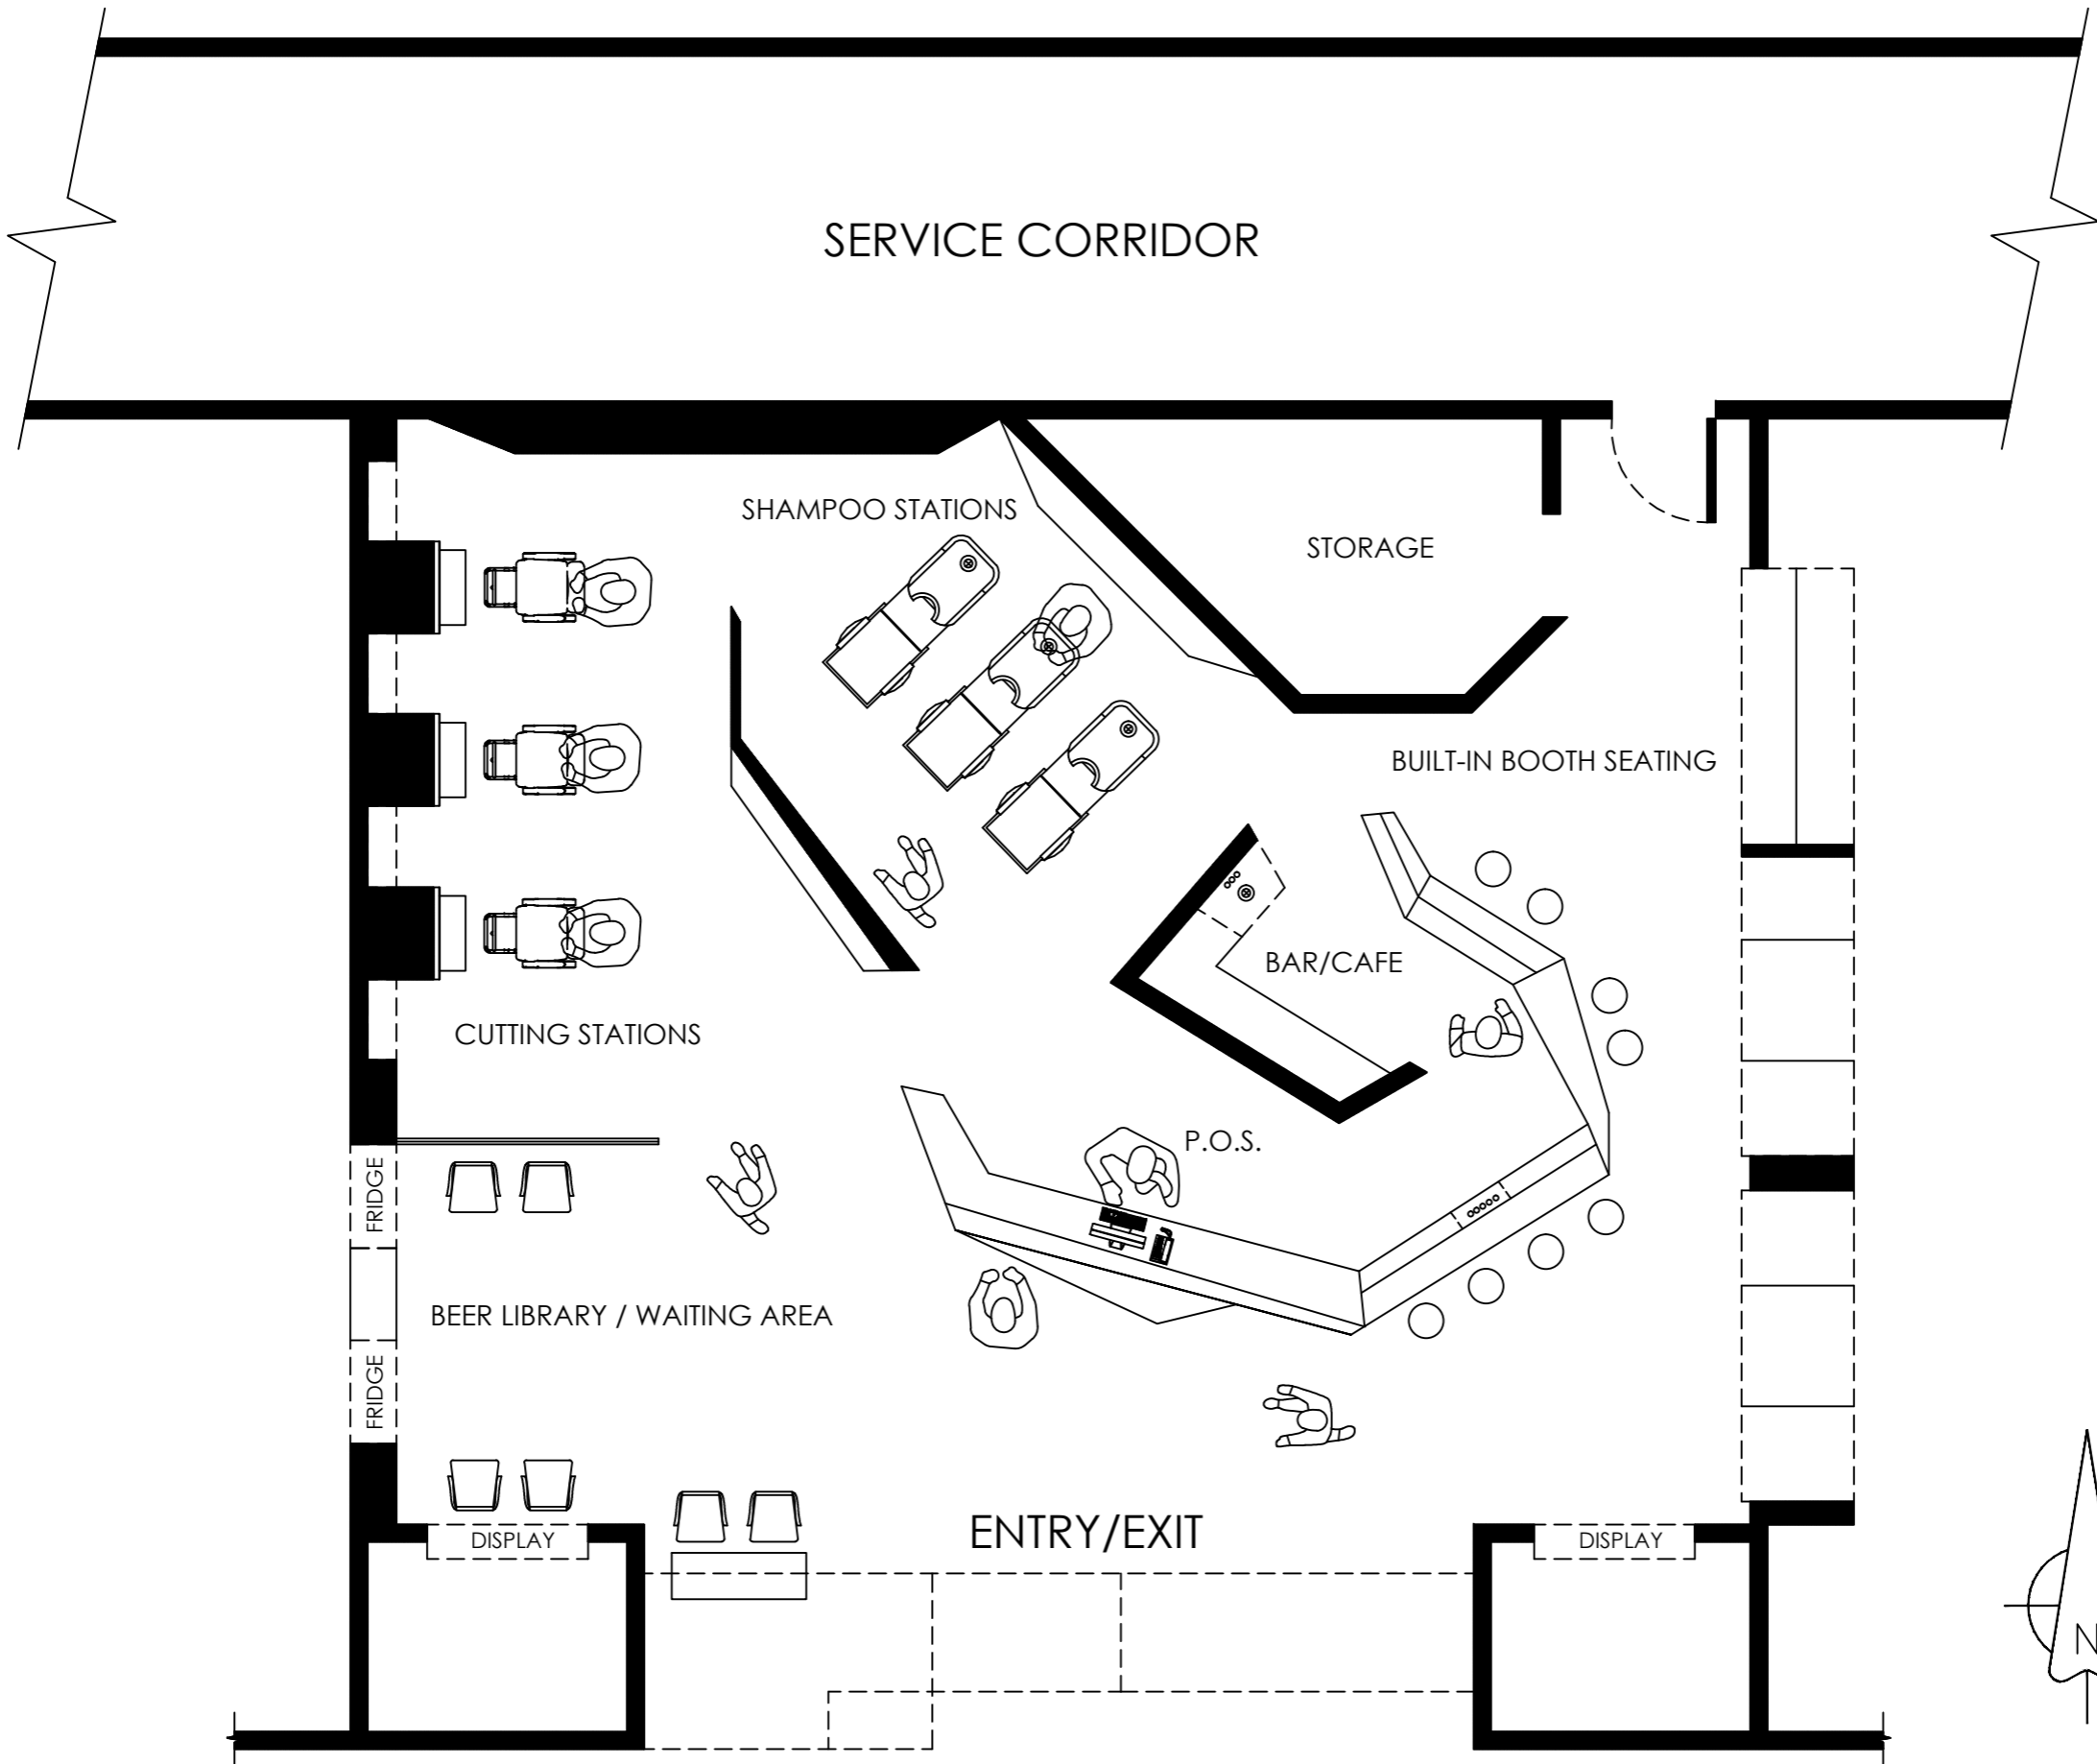 SERVICE CORRIDOR
SHAMPOO STATIONS
STORAGE
BUILT-IN BOOTH SEATING
BAR/CAFE
CUTTING STATIONS
P.O.S.
FRIDGE
BEER LIBRARY / WAITING AREA
FRIDGE
ENTRY/EXIT
DISPLAY
DISPLAY
N